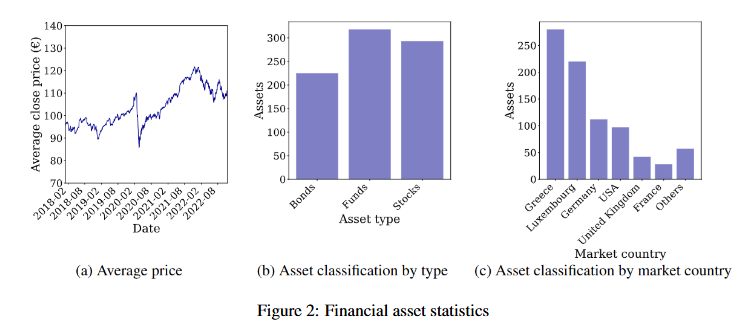 Average close price (€)
140
130
120
110
100
90
80
70
2018-02
2018-08
2019-02
2019-08
2020-02
2020-08
2021-02
2021-08
2022-02
2022-08
Date
(a) Average price
Assets
300
250
200
150
100
50
0
Bonds
Funds
Stocks
Asset type
(b) Asset classification by type
Assets
250
200
150
100
50
0
Greece
Luxembourg
Germany
USA
United Kingdom
France
Others
Market country
(c) Asset classification by market country
Figure 2: Financial asset statistics